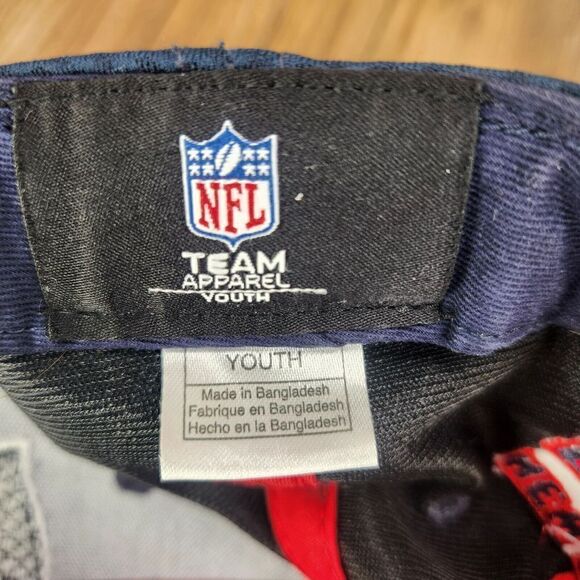 NFL
TEAM
APPAREL
YOUTH
YOUTH
Made in Bangladesh
Fabrique en Bangladesh
Hecho en la Bangladesh